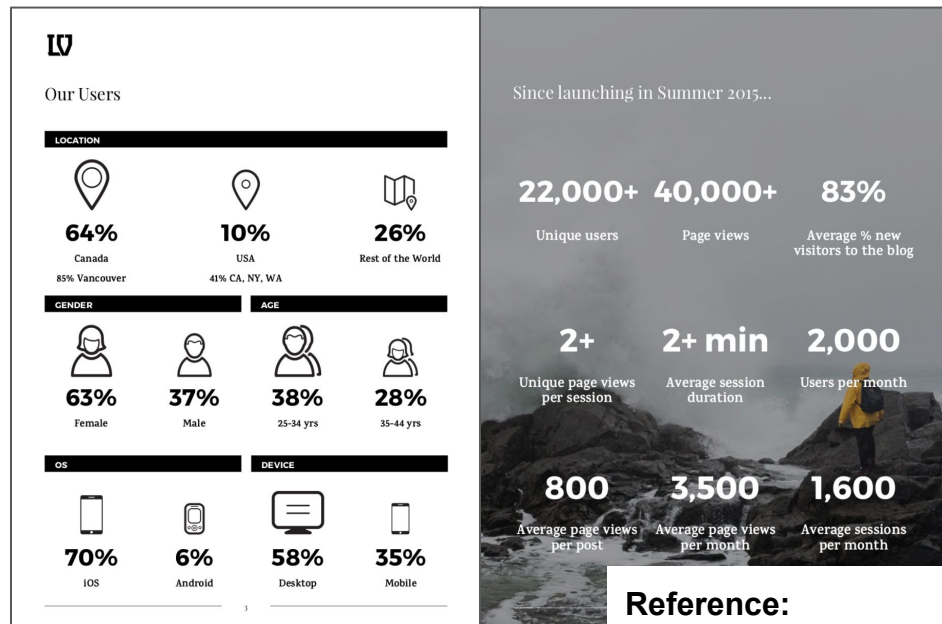 LV
Our Users
LOCATION
64%
Canada
85% Vancouver
10%
USA
41% CA, NY, WA
26%
Rest of the World
GENDER
63%
Female
37%
Male
AGE
38%
25-34 yrs
28%
35-44 yrs
OS
70%
iOS
6%
Android
DEVICE
58%
Desktop
35%
Mobile
3
Since launching in Summer 2015...
22,000+
Unique users
40,000+
Page views
83%
Average % new
visitors to the blog
2+
Unique page views
per session
2+ min
Average session
duration
2,000
Users per month
800
Average page views
per post
3,500
Average page views
per month
1,600
Average sessions
per month
Reference: